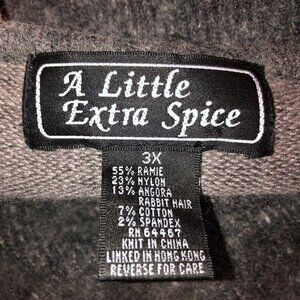 A Little
Extra Spice
3X
55% RAMIE
23% NYLON
13% ANGORA
RABBIT HAIR
7% COTTON
2% SPANDEX
RN 64467
KNIT IN CHINA
LINKED IN HONG KONG
REVERSE FOR CARE